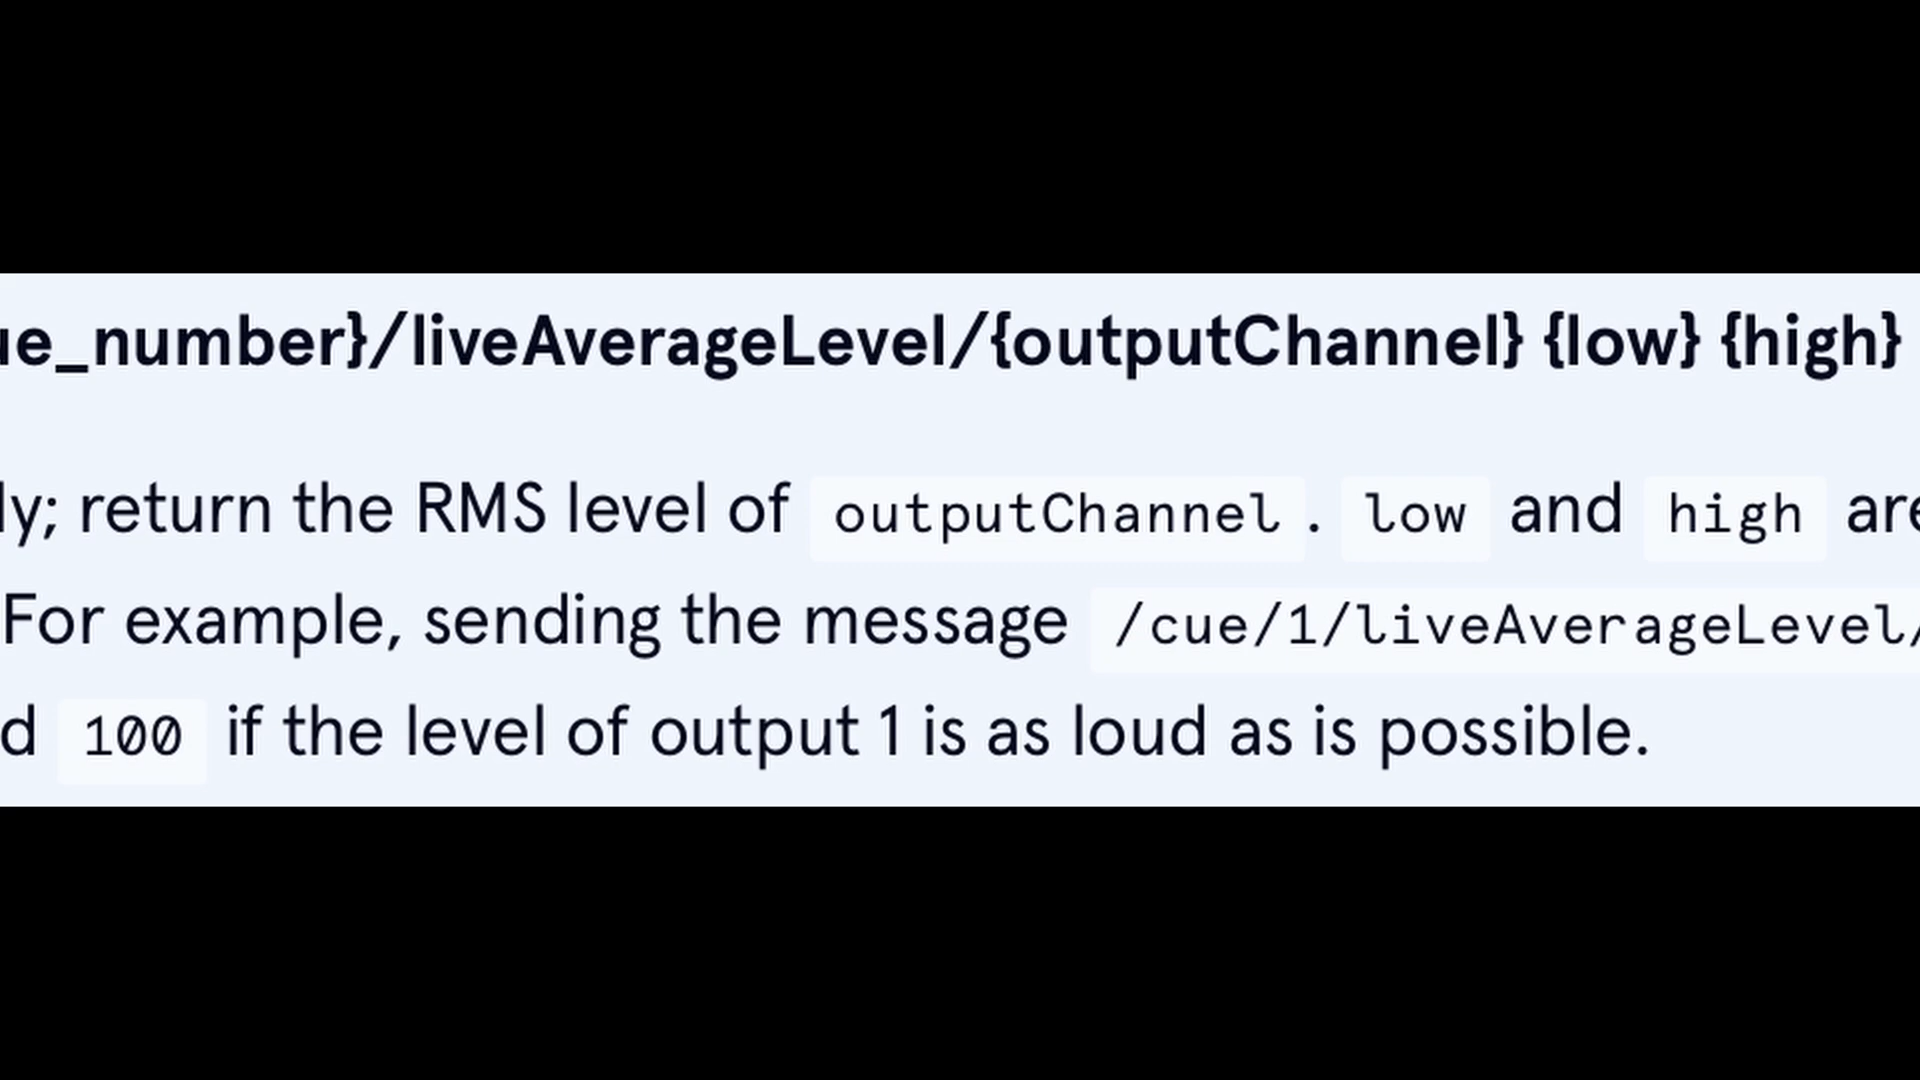 ue_number}/liveAverageLevel/{outputChannel} {low} {high}
ly; return the RMS level of outputChannel. low and high are
For example, sending the message /cue/1/liveAverageLevel/
d 100 if the level of output 1 is as loud as is possible.